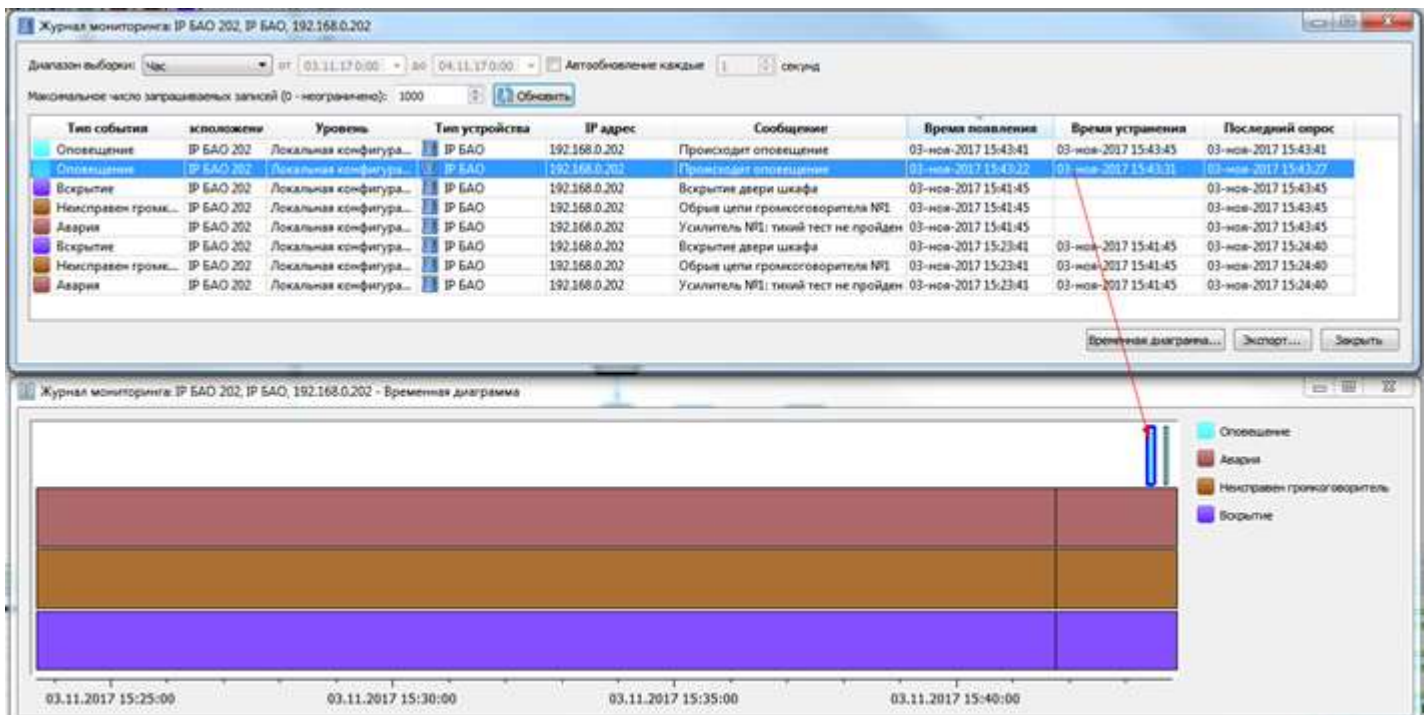 Журнал мониторинга: IP БАО 202, IP БАО, 192.168.0.202
Диапазон выборки: Час от 03.11.17 0:00 до 04.11.17 0:00 Автообновление каждые 1 секунд
Максимальное число запрашиваемых записей (0 - неограничено): 1000 Обновить
Тип события асположени Уровень Тип устройства IP адрес Сообщение Время появления Время устранения Последний опрос
Оповещение IP БАО 202 Локальная конфигура... IP БАО 192.168.0.202 Происходит оповещение 03-ноя-2017 15:43:41 03-ноя-2017 15:43:45 03-ноя-2017 15:43:41
Оповещение IP БАО 202 Локальная конфигура... IP БАО 192.168.0.202 Происходит оповещение 03-ноя-2017 15:43:22 03-ноя-2017 15:43:31 03-ноя-2017 15:43:27
Вскрытие IP БАО 202 Локальная конфигура... IP БАО 192.168.0.202 Вскрытие двери шкафа 03-ноя-2017 15:41:45 03-ноя-2017 15:43:45
Неисправен громк... IP БАО 202 Локальная конфигура... IP БАО 192.168.0.202 Обрыв цепи громкоговорителя №1 03-ноя-2017 15:41:45 03-ноя-2017 15:43:45
Авария IP БАО 202 Локальная конфигура... IP БАО 192.168.0.202 Усилитель №1: тихий тест не пройден 03-ноя-2017 15:41:45 03-ноя-2017 15:43:45
Вскрытие IP БАО 202 Локальная конфигура... IP БАО 192.168.0.202 Вскрытие двери шкафа 03-ноя-2017 15:23:41 03-ноя-2017 15:41:45 03-ноя-2017 15:24:40
Неисправен громк... IP БАО 202 Локальная конфигура... IP БАО 192.168.0.202 Обрыв цепи громкоговорителя №1 03-ноя-2017 15:23:41 03-ноя-2017 15:41:45 03-ноя-2017 15:24:40
Авария IP БАО 202 Локальная конфигура... IP БАО 192.168.0.202 Усилитель №1: тихий тест не пройден 03-ноя-2017 15:23:41 03-ноя-2017 15:41:45 03-ноя-2017 15:24:40
Временная диаграмма... Экспорт... Закрыть
Журнал мониторинга: IP БАО 202, IP БАО, 192.168.0.202 - Временная диаграмма
Оповещение
Авария
Неисправен громкоговоритель
Вскрытие
03.11.2017 15:25:00 03.11.2017 15:30:00 03.11.2017 15:35:00 03.11.2017 15:40:00